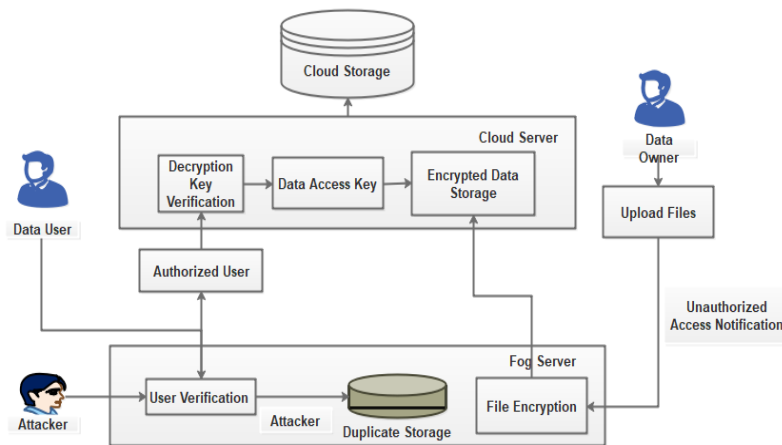 Cloud Storage
Cloud Server
Data
Owner
Decryption
Key
Verification
Data Access Key
Encrypted Data
Storage
Upload Files
Data User
Authorized User
Unauthorized
Access Notification
Fog Server
User Verification
Attacker
Attacker
Duplicate Storage
File Encryption